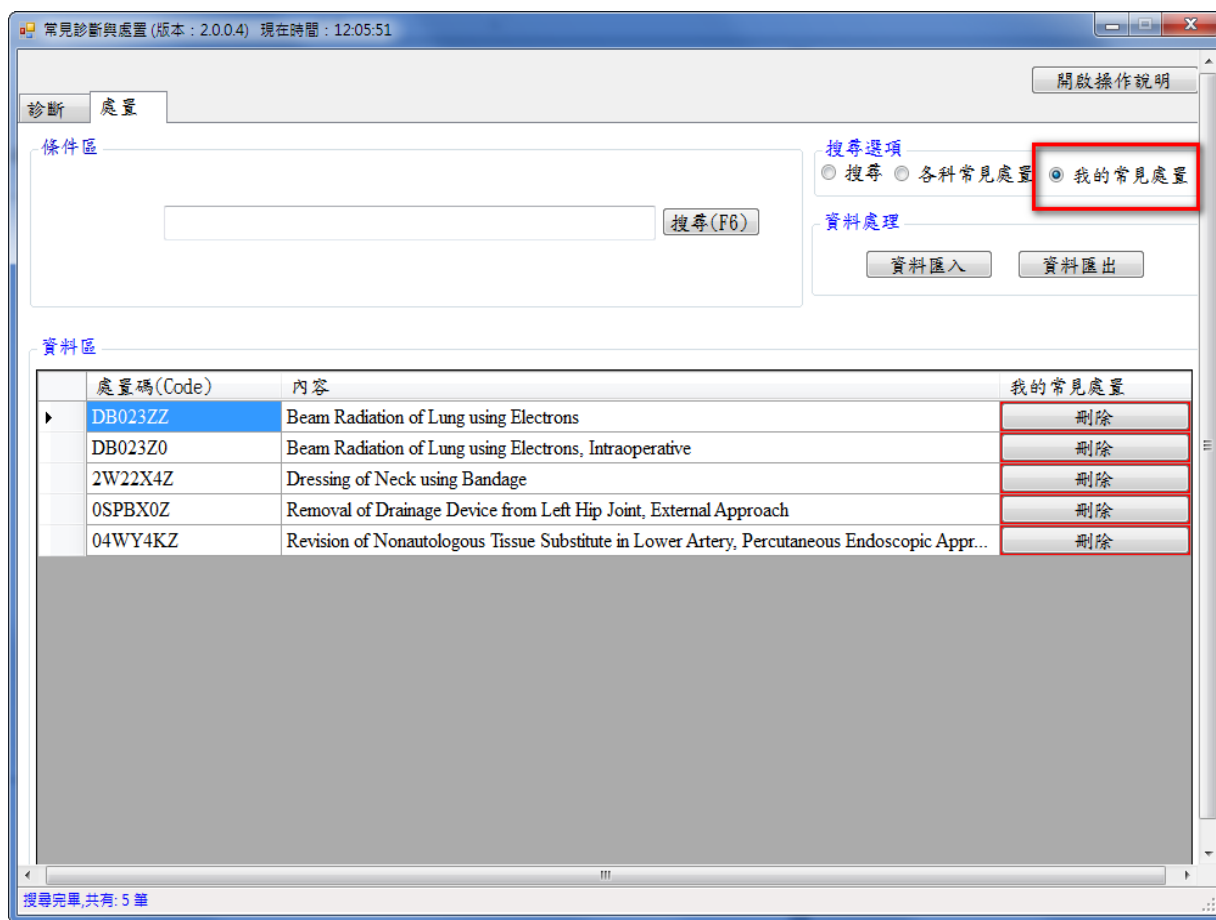 常見診斷與處置 (版本：2.0.0.4) 現在時間：12:05:51
開啟操作說明
診斷
處置
條件區
搜尋(F6)
搜尋選項
搜尋 各科常見處置 我的常見處置
資料處理
資料匯入 資料匯出
資料區
處置碼(Code) 內容 我的常見處置
DB023ZZ Beam Radiation of Lung using Electrons 刪除
DB023Z0 Beam Radiation of Lung using Electrons, Intraoperative 刪除
2W22X4Z Dressing of Neck using Bandage 刪除
0SPBX0Z Removal of Drainage Device from Left Hip Joint, External Approach 刪除
04WY4KZ Revision of Nonautologous Tissue Substitute in Lower Artery, Percutaneous Endoscopic Appr... 刪除
搜尋完畢,共有: 5 筆